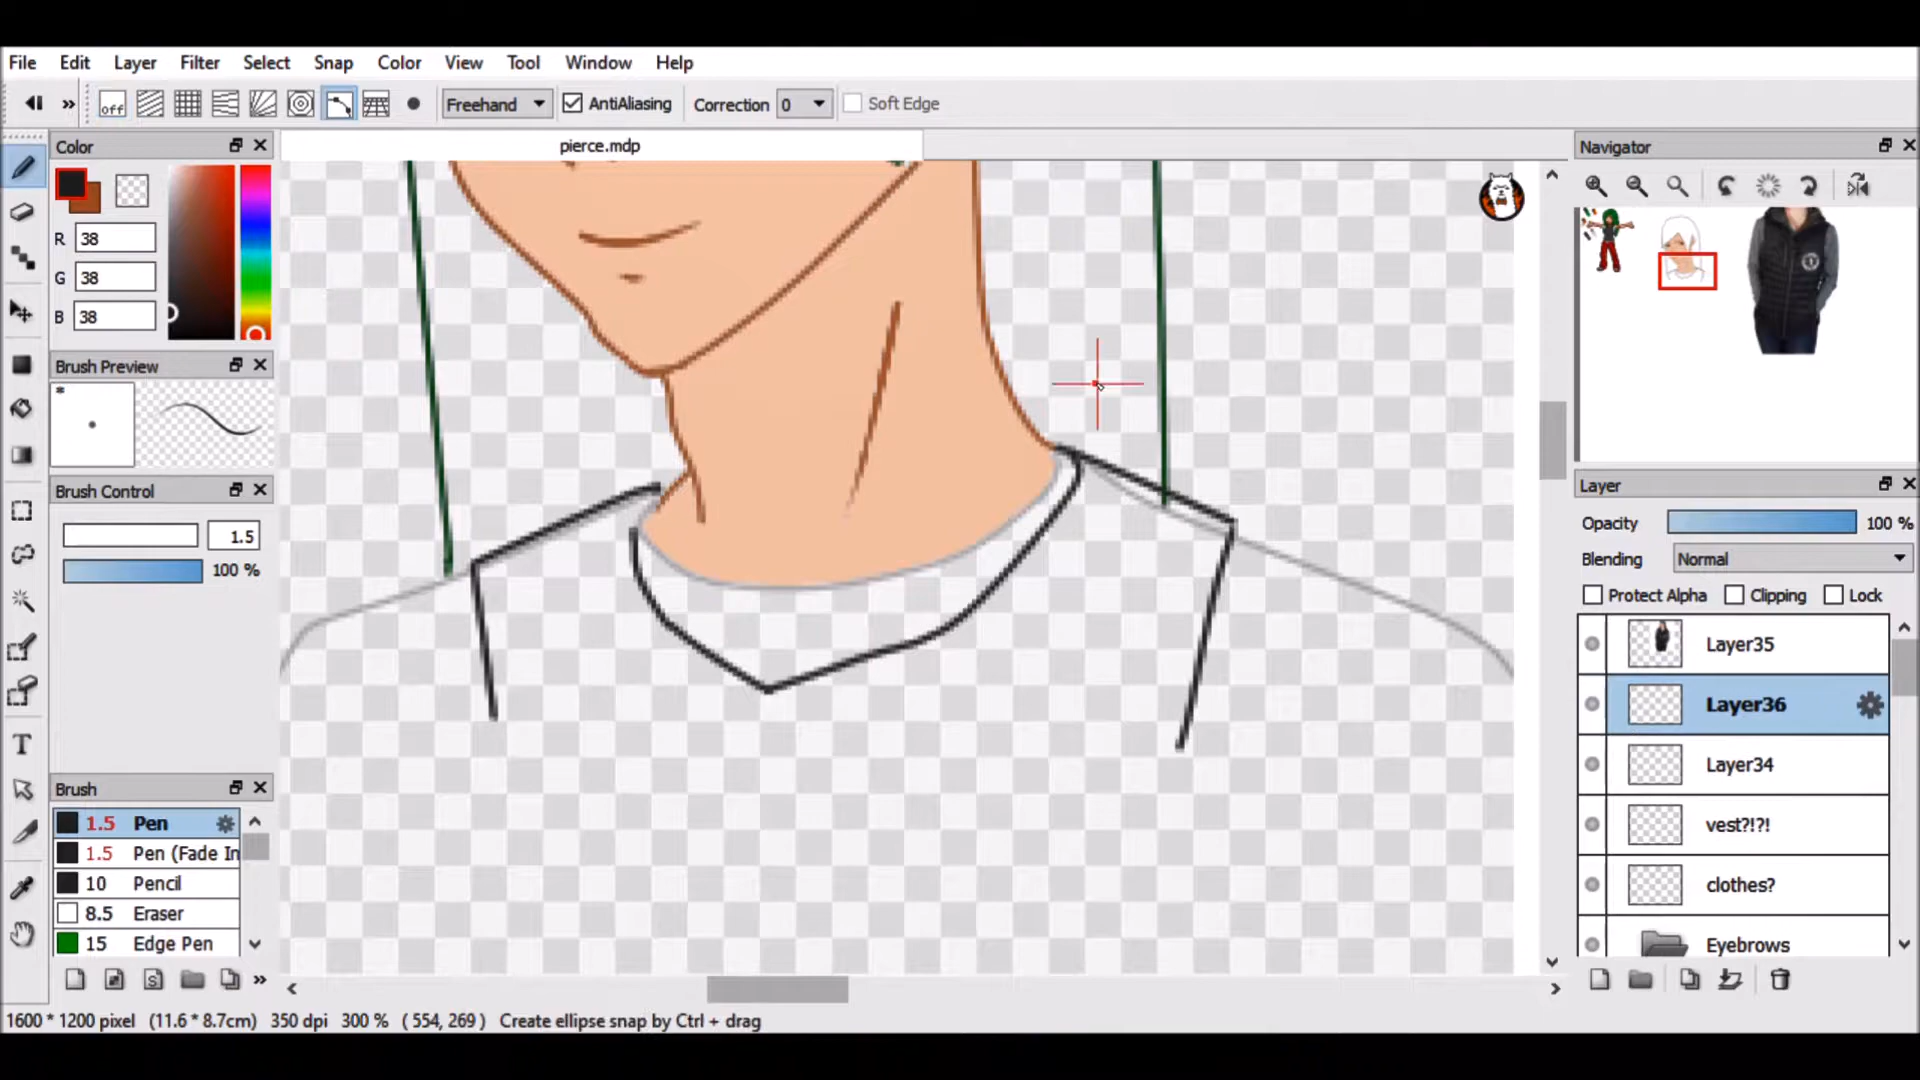 File Edit Layer Filter Select Snap Color View Tool Window Help
off Freehand AntiAliasing Correction 0 Soft Edge
Color
pierce.mdp
Navigator
R 38
G 38
B 38
Brush Preview
*
Brush Control
1.5
100 %
Layer
Opacity 100 %
Blending Normal
Protect Alpha Clipping Lock
Layer35
Layer36
Layer34
vest?!?!
clothes?
Eyebrows
T
Brush
1.5 Pen
1.5 Pen (Fade In
10 Pencil
8.5 Eraser
15 Edge Pen
S
1600 * 1200 pixel (11.6 * 8.7cm) 350 dpi 300 % ( 554, 269 ) Create ellipse snap by Ctrl + drag